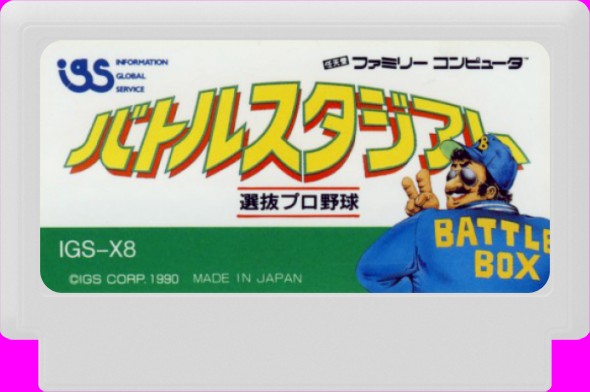 igs INFORMATION
GLOBAL
SERVICE
任天堂 ファミリー コンピュータ™
バトルスタジアム
選抜プロ野球
B
BATTLE
BOX
IGS-X8
©IGS CORP. 1990 MADE IN JAPAN